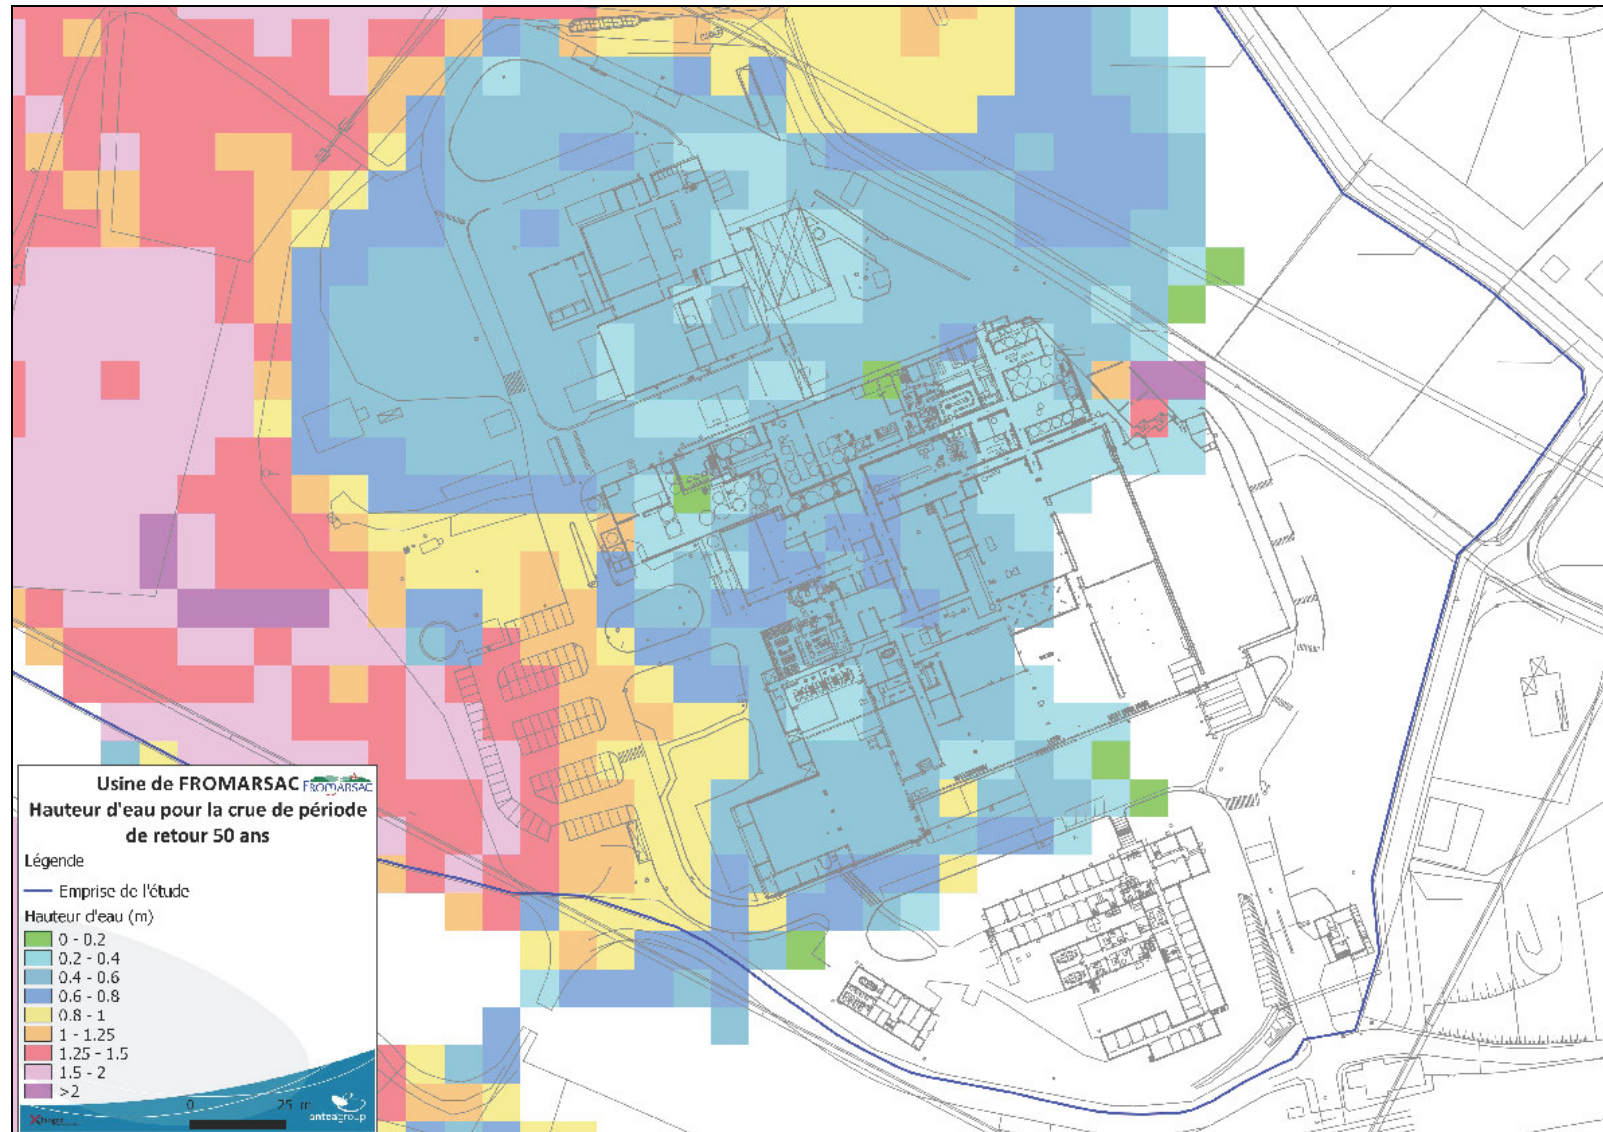 Usine de FROMARSAC FROMARSAC
Hauteur d'eau pour la crue de période
de retour 50 ans
Légende
Emprise de l'étude
Hauteur d'eau (m)
0 - 0.2
0.2 - 0.4
0.4 - 0.6
0.6 - 0.8
0.8 - 1
1 - 1.25
1.25 - 1.5
1.5 - 2
>2
0 25 m
anteagroup